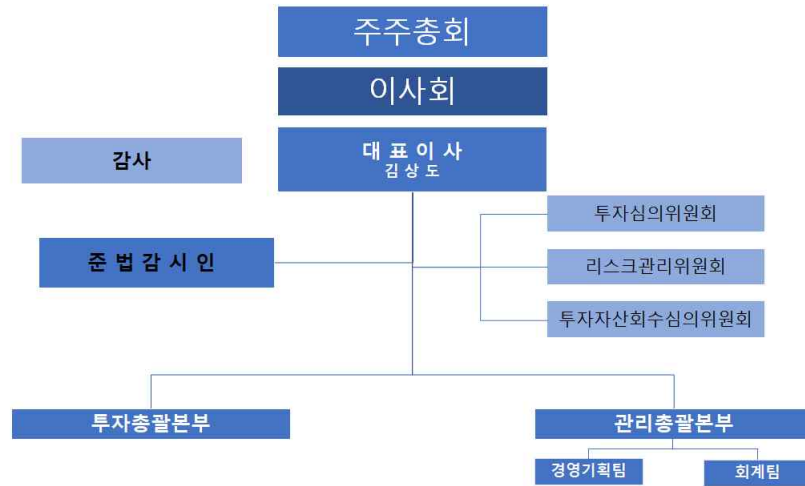 주주총회
이사회
대 표 이 사
김 상 도
감사
투자심의위원회
준 법 감 시 인
리스크관리위원회
투자자산회수심의위원회
투자총괄본부
관리총괄본부
경영기획팀
회계팀